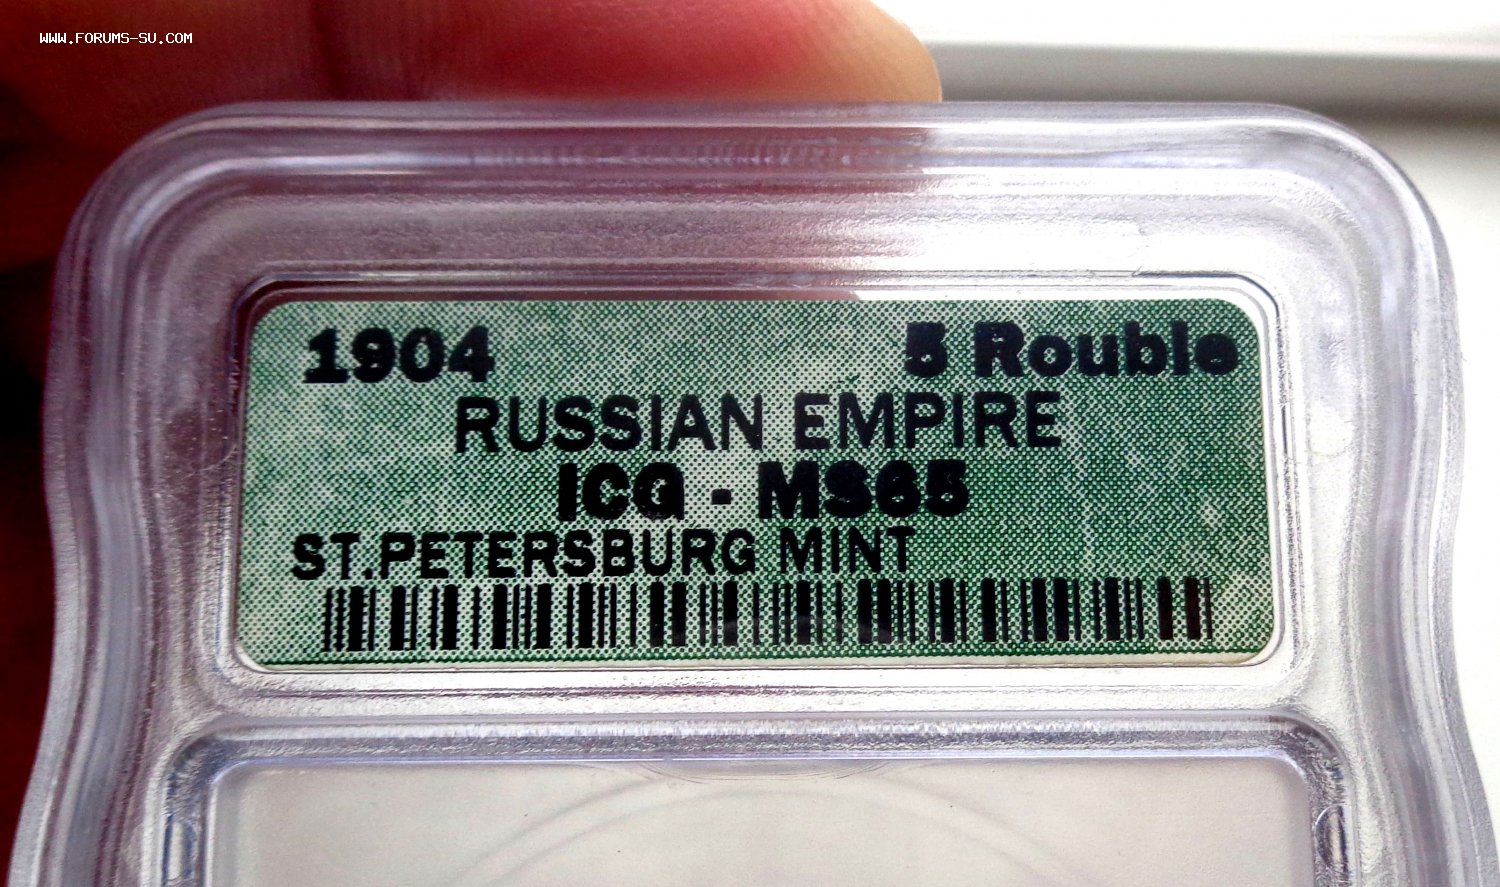 WWW.FORUMS-SU.COM
1904 5 Rouble
RUSSIAN EMPIRE
ICG - MS65
ST.PETERSBURG MINT